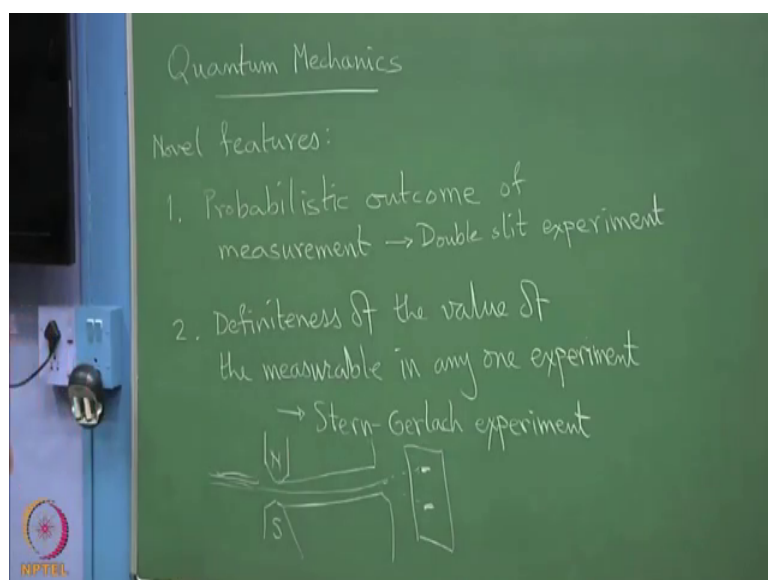 Quantum Mechanics
Novel features:
1. Probabilistic outcome of
measurement → Double slit experiment
2. Definiteness of the value of
the measurable in any one experiment
→ Stern-Gerlach experiment
N
S
NPTEL